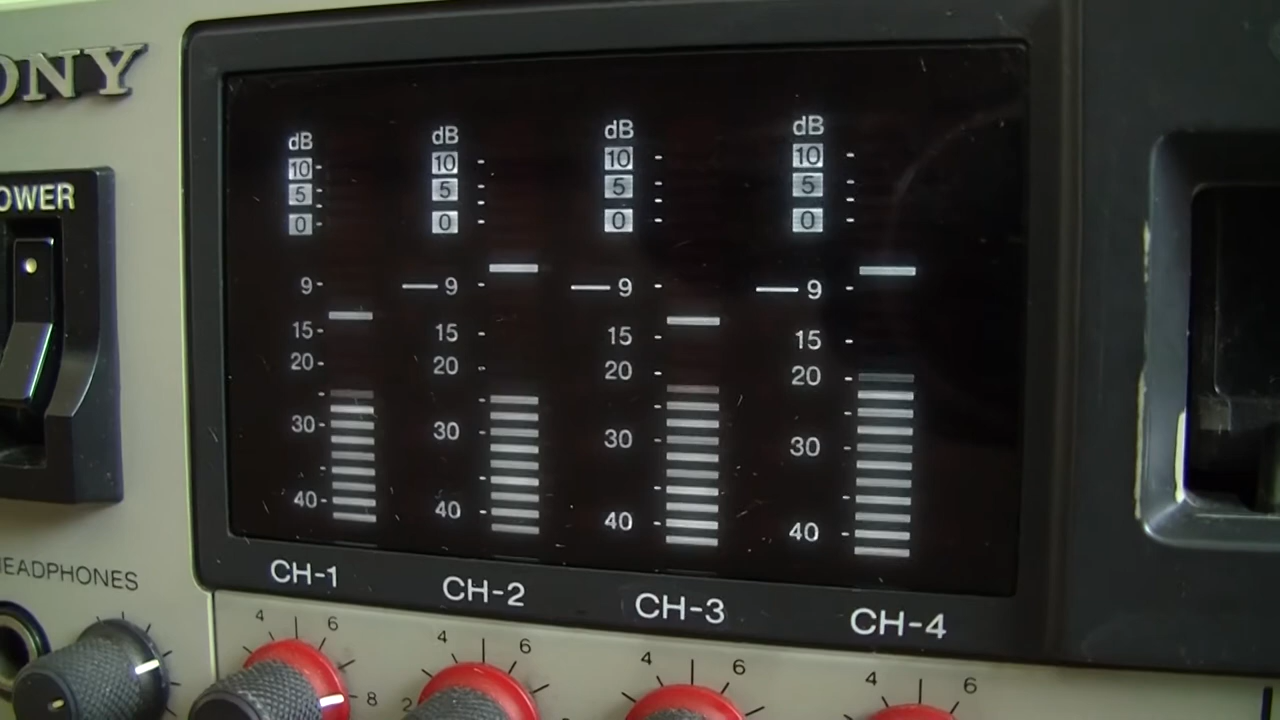 ONY
OWER
dB dB dB dB
10 10 10 10
5 5 5 5
0 0 0 0
9 9 9 9
15 15 15 15
20 20 20 20
30 30 30 30
40 40 40 40
CH-1 CH-2 CH-3 CH-4
HEADPHONES
4 6 4 6 4 6 4 6
8 2